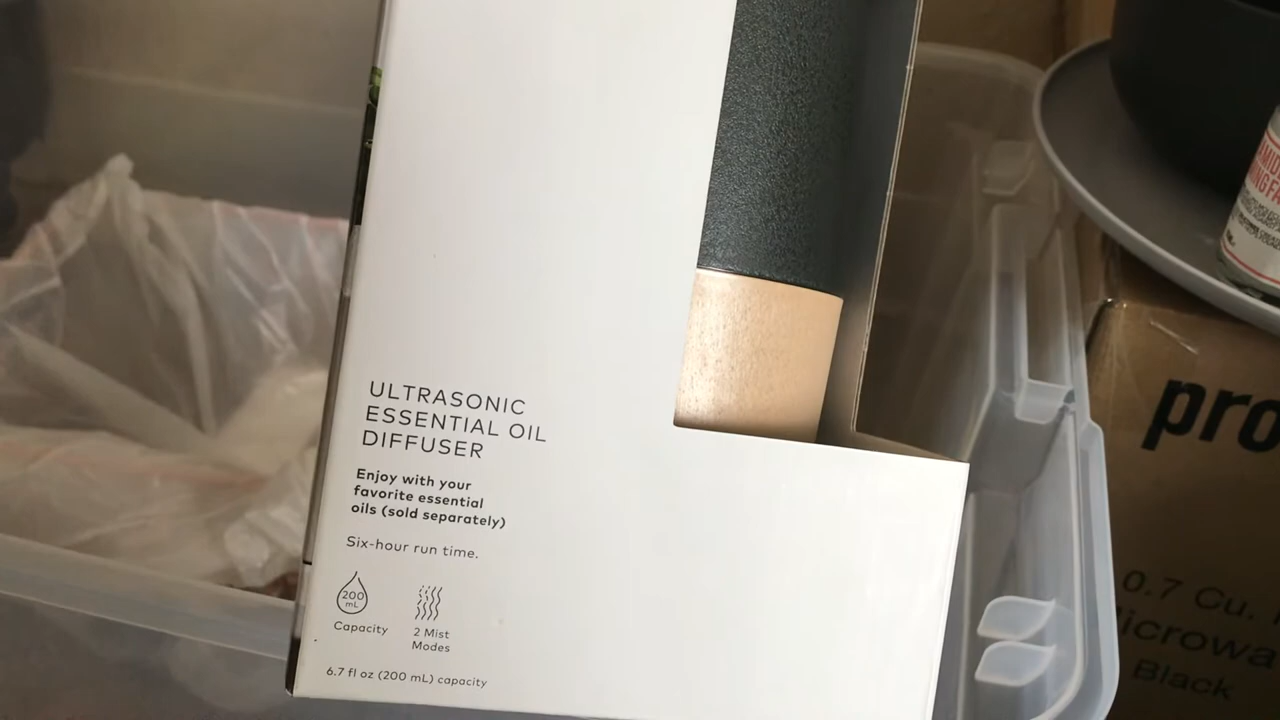 ULTRASONIC
ESSENTIAL OIL
DIFFUSER
Enjoy with your
favorite essential
oils (sold separately)
Six-hour run time.
200
mL
Capacity
2 Mist
Modes
6.7 fl oz (200 mL) capacity
pro
0.7 Cu.
Black